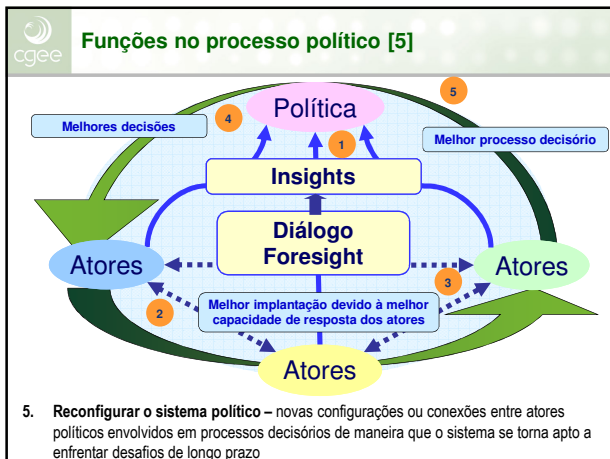 cgee
Funções no processo político [5]
5
Política
4
Melhores decisões
Melhor processo decisório
1
Insights
Diálogo
Foresight
Atores
Atores
3
2
Melhor implantação devido à melhor
capacidade de resposta dos atores
Atores
5. Reconfigurar o sistema político – novas configurações ou conexões entre atores
políticos envolvidos em processos decisórios de maneira que o sistema se torna apto a
enfrentar desafios de longo prazo